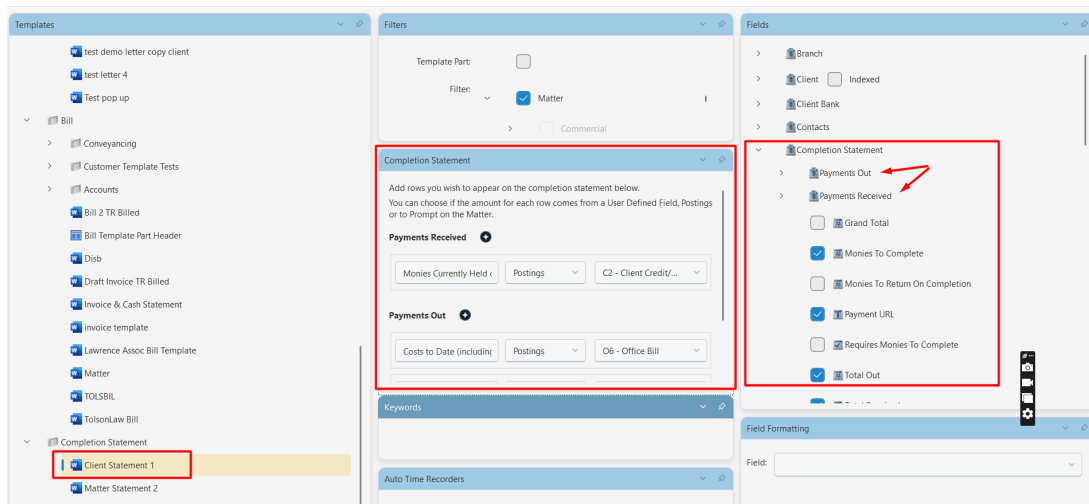 Templates
test demo letter copy client
test letter 4
Test pop up
Bill
Conveyancing
Customer Template Tests
Accounts
Bill 2 TR Billed
Bill Template Part Header
Disb
Draft Invoice TR Billed
Invoice & Cash Statement
invoice template
Lawrence Assoc Bill Template
Matter
TOLSBIL
TolsonLaw Bill
Completion Statement
Client Statement 1
Matter Statement 2
Filters
Template Part:
Filter:
Matter
Commercial
Completion Statement
Add rows you wish to appear on the completion statement below.
You can choose if the amount for each row comes from a User Defined Field, Postings
or to Prompt on the Matter.
Payments Received
Monies Currently Held Postings C2 - Client Credit/...
Payments Out
Costs to Date (including Postings O6 - Office Bill
Keywords
Auto Time Recorders
Fields
Branch
Client Indexed
Client Bank
Contacts
Completion Statement
Payments Out
Payments Received
Grand Total
Monies To Complete
Monies To Return On Completion
Payment URL
Requires Monies To Complete
Total Out
Field Formatting
Field: